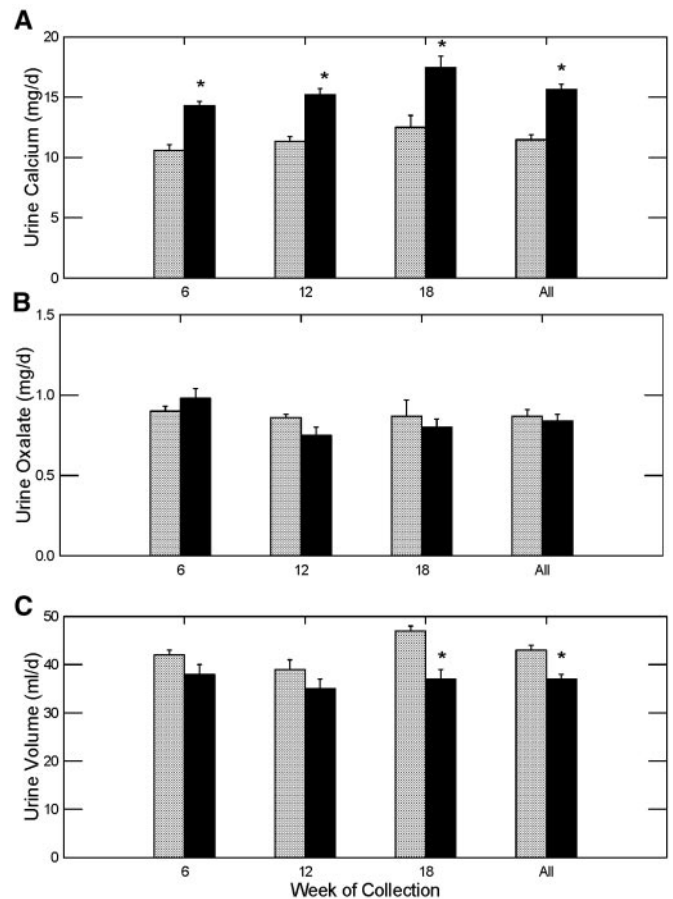 A
Urine Calcium (mg/d)
20
15
10
5
0
* * * *
6 12 18 All
B
Urine Oxalate (mg/d)
1.5
1.0
0.5
0.0
6 12 18 All
C
Urine Volume (ml/d)
50
40
30
20
10
0
* *
6 12 18 All
Week of Collection